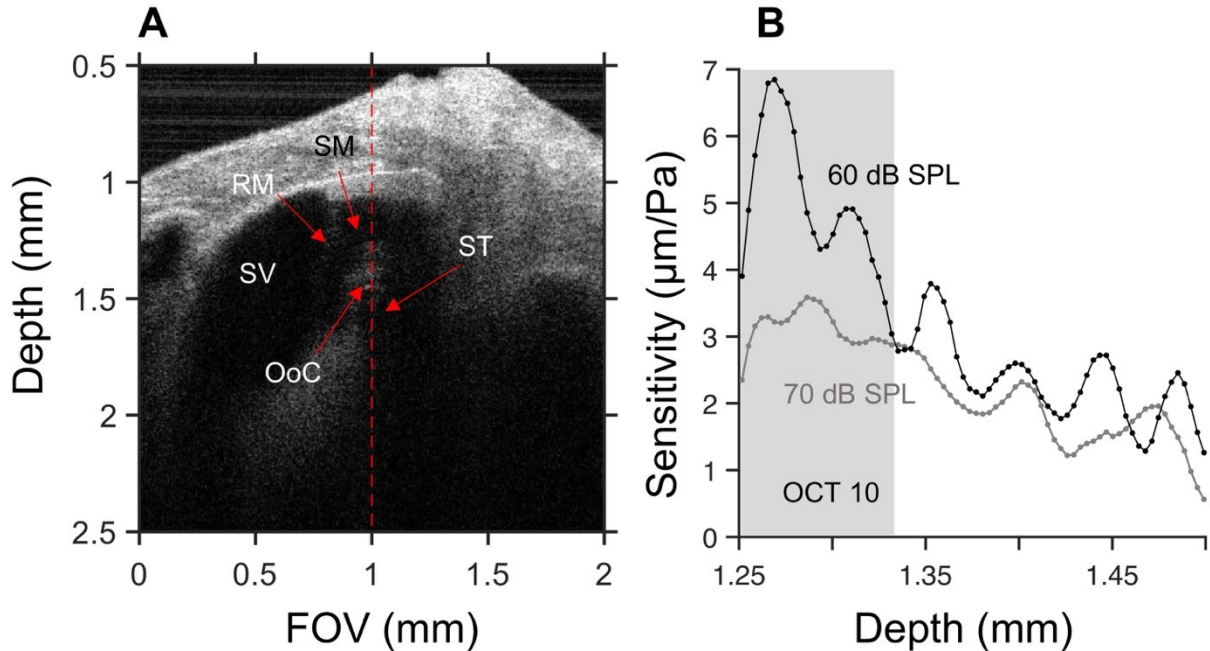 A
0.5
1
1.5
2
2.5
Depth (mm)
SM
RM
SV
ST
OoC
0
0.5
1
1.5
2
FOV (mm)
B
7
6
5
4
3
2
1
0
Sensitivity (µm/Pa)
60 dB SPL
70 dB SPL
OCT 10
1.25
1.35
1.45
Depth (mm)